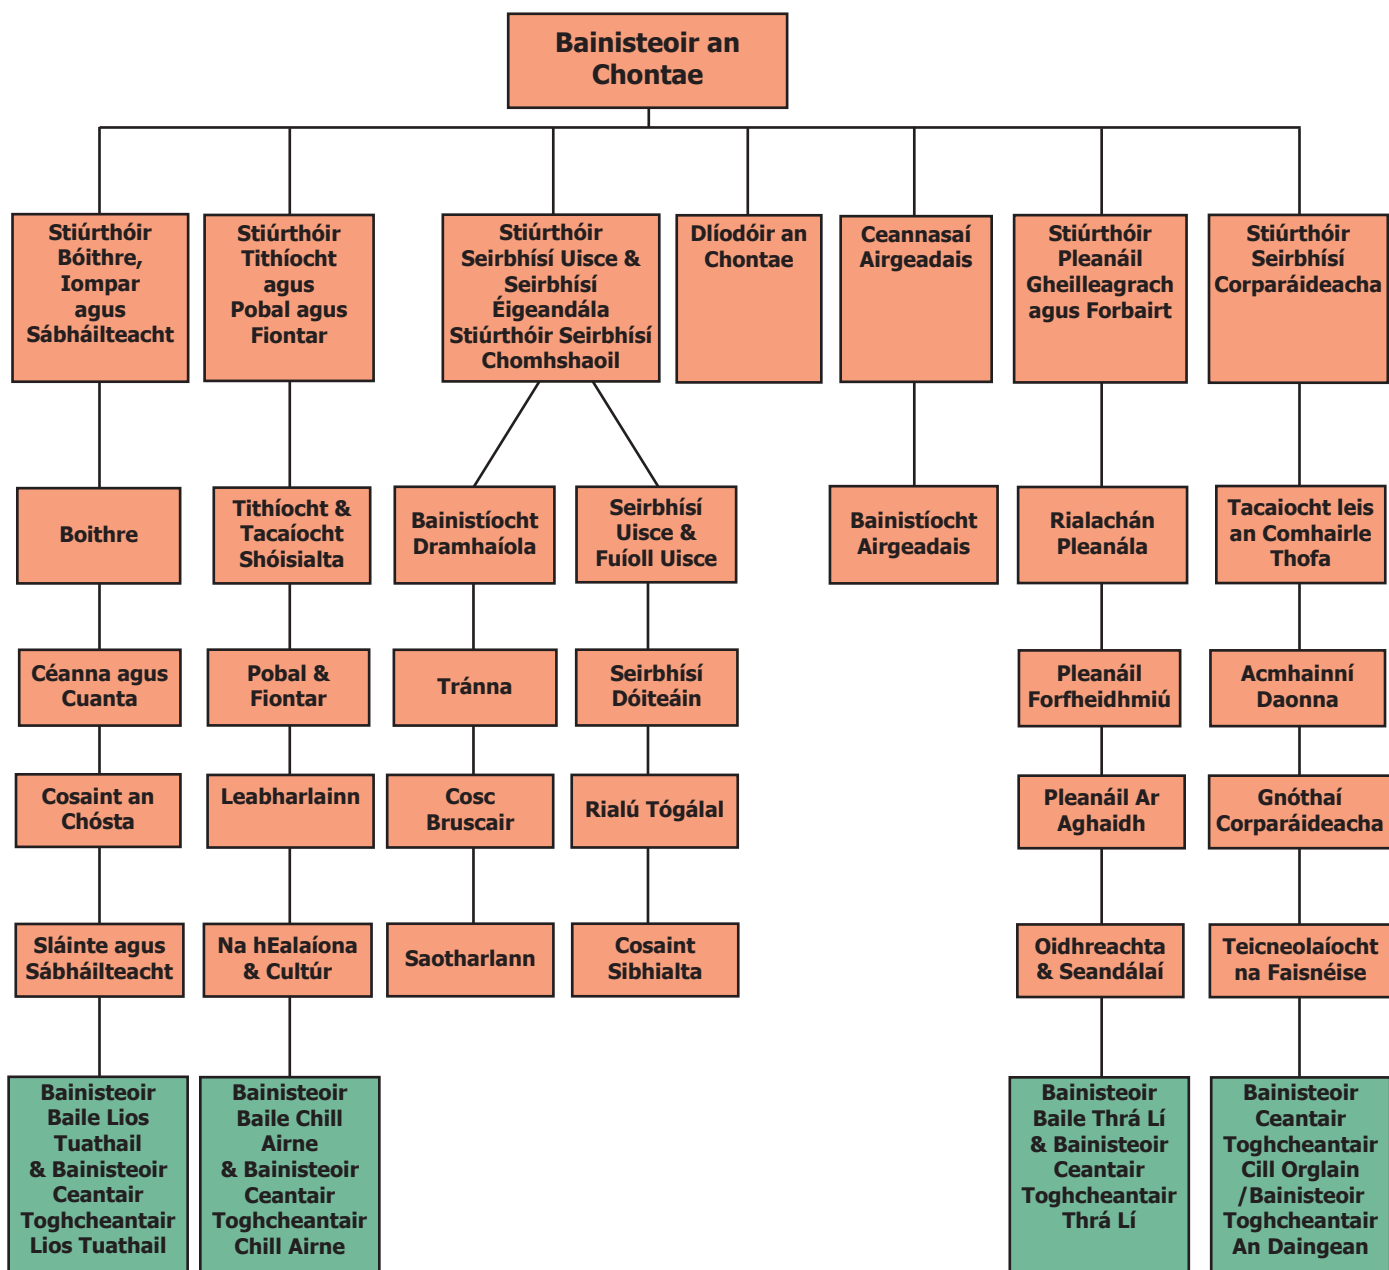 Bainisteoir an
Chontae
Stiúrthóir
Bóithre,
Iompar
agus
Sábháilteacht
Stiúrthóir
Tithíocht
agus
Pobal agus
Fiontar
Stiúrthóir
Seirbhísí Uisce &
Seirbhísí
Éigeandála
Stiúrthóir Seirbhísí
Chomhshaoil
Dlíodóir an
Chontae
Ceannasaí
Airgeadais
Stiúrthóir
Pleanáil
Gheilleagrach
agus Forbairt
Stiúrthóir
Seirbhísí
Corparáideacha
Boithre
Tithíocht &
Tacaíocht
Shóisialta
Bainistíocht
Dramhaíola
Seirbhísí
Uisce &
Fuíoll Uisce
Bainistíocht
Airgeadais
Rialachán
Pleanála
Tacaiocht leis
an Comhairle
Thofa
Céanna agus
Cuanta
Pobal &
Fiontar
Tránna
Seirbhísí
Dóiteáin
Pleanáil
Forfheidhmiú
Acmhainní
Daonna
Cosaint an
Chósta
Leabharlainn
Cosc
Bruscair
Rialú Tógálal
Pleanáil Ar
Aghaidh
Gnóthaí
Corparáideacha
Sláinte agus
Sábháilteacht
Na hEalaíona
& Cultúr
Saotharlann
Cosaint
Sibhialta
Oidhreachta
& Seandálaí
Teicneolaíocht
na Faisnéise
Bainisteoir
Baile Lios
Tuathail
& Bainisteoir
Ceantair
Toghcheantair
Lios Tuathail
Bainisteoir
Baile Chill
Airne
& Bainisteoir
Ceantair
Toghcheantair
Chill Airne
Bainisteoir
Baile Thrá Lí
& Bainisteoir
Ceantair
Toghcheantair
Thrá Lí
Bainisteoir
Ceantair
Toghcheantair
Cill Orglain
/Bainisteoir
Toghcheantair
An Daingean